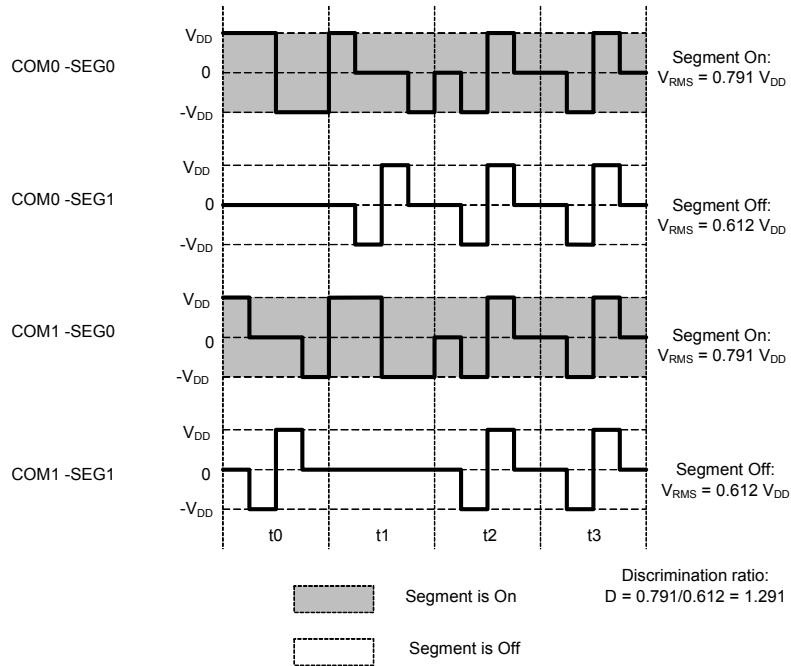 COM0 -SEG0
V_DD
0
-V_DD
Segment On:
V_RMS = 0.791 V_DD
COM0 -SEG1
V_DD
0
-V_DD
Segment Off:
V_RMS = 0.612 V_DD
COM1 -SEG0
V_DD
0
-V_DD
Segment On:
V_RMS = 0.791 V_DD
COM1 -SEG1
V_DD
0
-V_DD
Segment Off:
V_RMS = 0.612 V_DD
t0 t1 t2 t3
Segment is On
Segment is Off
Discrimination ratio:
D = 0.791/0.612 = 1.291